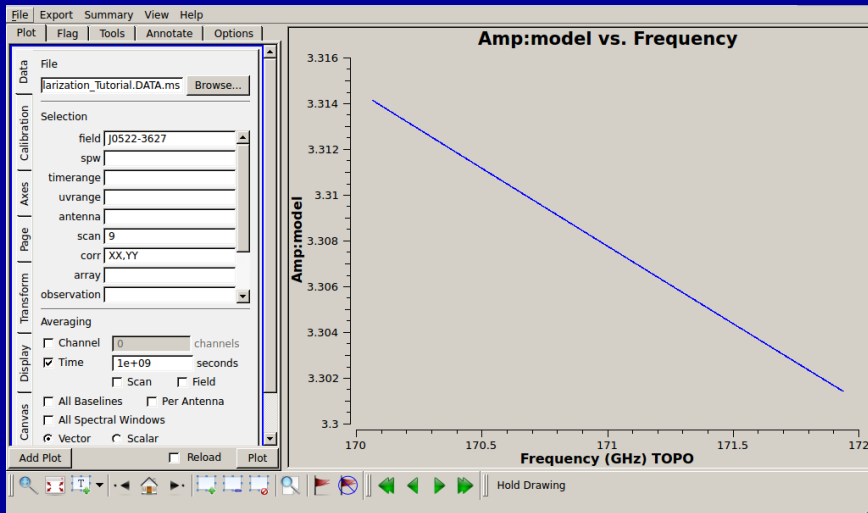 File Export Summary View Help
Plot Flag Tools Annotate Options
Data
Calibration
Axes
Page
Transform
Display
Canvas
File
larization_Tutorial.DATA.ms Browse...
Selection
field J0522-3627
spw
timerange
uvrange
antenna
scan 9
corr XX,YY
array
observation
Averaging
Channel 0 channels
Time 1e+09 seconds
Scan Field
All Baselines Per Antenna
All Spectral Windows
Vector Scalar
Add Plot Reload Plot
Amp:model vs. Frequency
Amp:model
3.316
3.314
3.312
3.31
3.308
3.306
3.304
3.302
3.3
170 170.5 171 171.5 172
Frequency (GHz) TOPO
T
Hold Drawing